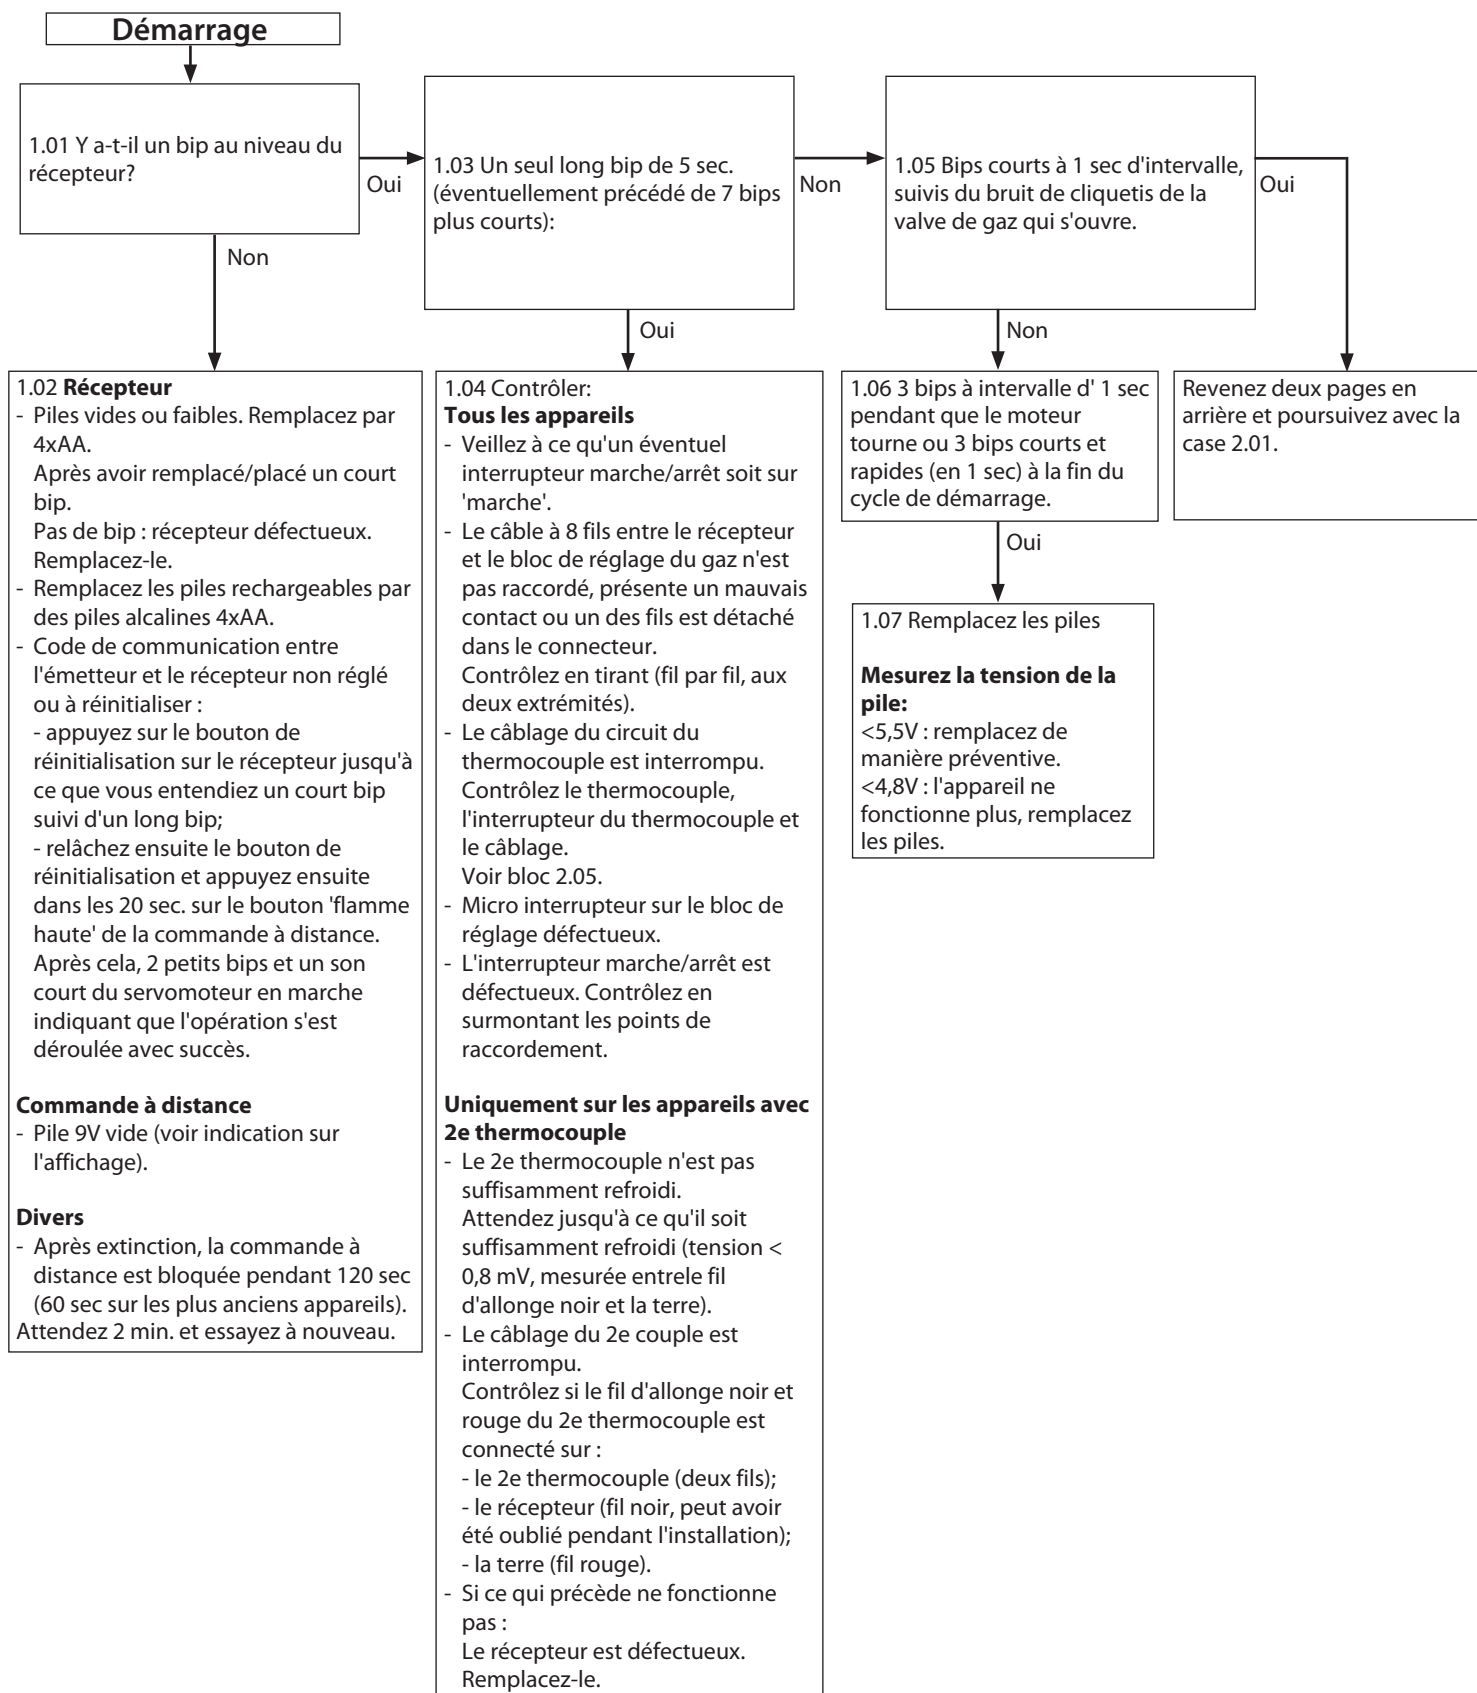 Démarrage
1.01 Y a-t-il un bip au niveau du
récepteur?
Oui
Non
1.03 Un seul long bip de 5 sec.
(éventuellement précédé de 7 bips
plus courts):
Non
Oui
1.05 Bips courts à 1 sec d'intervalle,
suivis du bruit de cliquetis de la
valve de gaz qui s'ouvre.
Oui
Non
1.02 Récepteur
- Piles vides ou faibles. Remplacez par
4xAA.
Après avoir remplacé/placé un court
bip.
Pas de bip : récepteur défectueux.
Remplacez-le.
- Remplacez les piles rechargeables par
des piles alcalines 4xAA.
- Code de communication entre
l'émetteur et le récepteur non réglé
ou à réinitialiser :
- appuyez sur le bouton de
réinitialisation sur le récepteur jusqu'à
ce que vous entendiez un court bip
suivi d'un long bip;
- relâchez ensuite le bouton de
réinitialisation et appuyez ensuite
dans les 20 sec. sur le bouton 'flamme
haute' de la commande à distance.
Après cela, 2 petits bips et un son
court du servomoteur en marche
indiquant que l'opération s'est
déroulée avec succès.
Commande à distance
- Pile 9V vide (voir indication sur
l'affichage).
Divers
- Après extinction, la commande à
distance est bloquée pendant 120 sec
(60 sec sur les plus anciens appareils).
Attendez 2 min. et essayez à nouveau.
1.04 Contrôler:
Tous les appareils
- Veillez à ce qu'un éventuel
interrupteur marche/arrêt soit sur
'marche'.
- Le câble à 8 fils entre le récepteur
et le bloc de réglage du gaz n'est
pas raccordé, présente un mauvais
contact ou un des fils est détaché
dans le connecteur.
Contrôlez en tirant (fil par fil, aux
deux extrémités).
- Le câblage du circuit du
thermocouple est interrompu.
Contrôlez le thermocouple,
l'interrupteur du thermocouple et
le câblage.
Voir bloc 2.05.
- Micro interrupteur sur le bloc de
réglage défectueux.
- L'interrupteur marche/arrêt est
défectueux. Contrôlez en
surmontant les points de
raccordement.
Uniquement sur les appareils avec
2e thermocouple
- Le 2e thermocouple n'est pas
suffisamment refroidi.
Attendez jusqu'à ce qu'il soit
suffisamment refroidi (tension <
0,8 mV, mesurée entrele fil
d'allonge noir et la terre).
- Le câblage du 2e couple est
interrompu.
Contrôlez si le fil d'allonge noir et
rouge du 2e thermocouple est
connecté sur :
- le 2e thermocouple (deux fils);
- le récepteur (fil noir, peut avoir
été oublié pendant l'installation);
- la terre (fil rouge).
- Si ce qui précède ne fonctionne
pas :
Le récepteur est défectueux.
Remplacez-le.
1.06 3 bips à intervalle d' 1 sec
pendant que le moteur
tourne ou 3 bips courts et
rapides (en 1 sec) à la fin du
cycle de démarrage.
Oui
1.07 Remplacez les piles
Mesurez la tension de la
pile:
<5,5V : remplacez de
manière préventive.
<4,8V : l'appareil ne
fonctionne plus, remplacez
les piles.
Revenez deux pages en
arrière et poursuivez avec la
case 2.01.